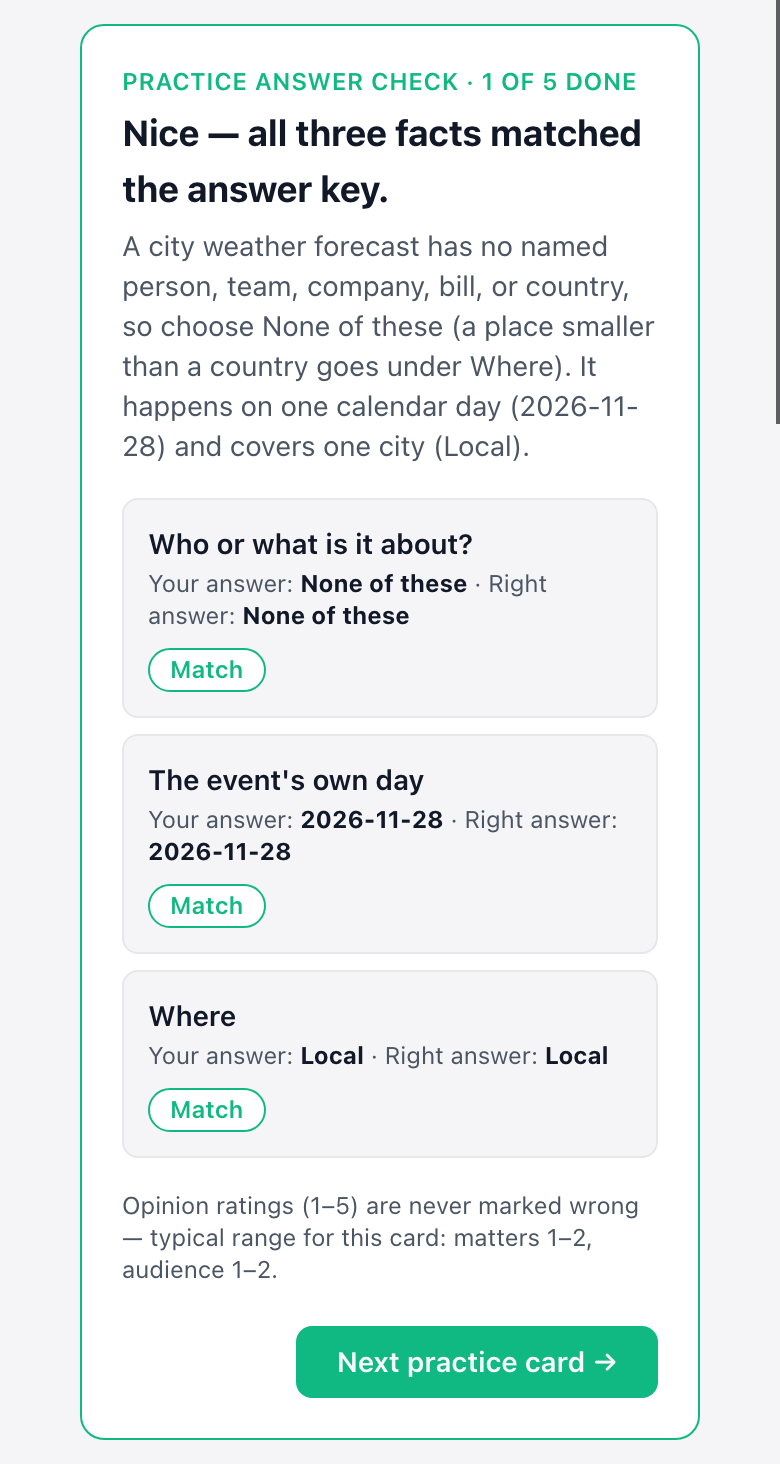 PRACTICE ANSWER CHECK · 1 OF 5 DONE
Nice — all three facts matched
the answer key.
A city weather forecast has no named
person, team, company, bill, or country,
so choose None of these (a place smaller
than a country goes under Where). It
happens on one calendar day (2026-11-
28) and covers one city (Local).
Who or what is it about?
Your answer: None of these · Right
answer: None of these
Match
The event's own day
Your answer: 2026-11-28 · Right answer:
2026-11-28
Match
Where
Your answer: Local · Right answer: Local
Match
Opinion ratings (1–5) are never marked wrong
— typical range for this card: matters 1–2,
audience 1–2.
Next practice card →